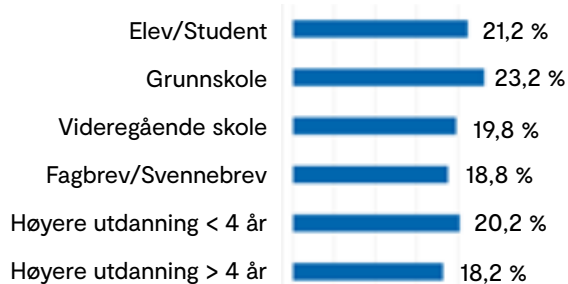 Elev/Student 21,2 %
Grunnskole 23,2 %
Videregående skole 19,8 %
Fagbrev/Svennebrev 18,8 %
Høyere utdanning < 4 år 20,2 %
Høyere utdanning > 4 år 18,2 %